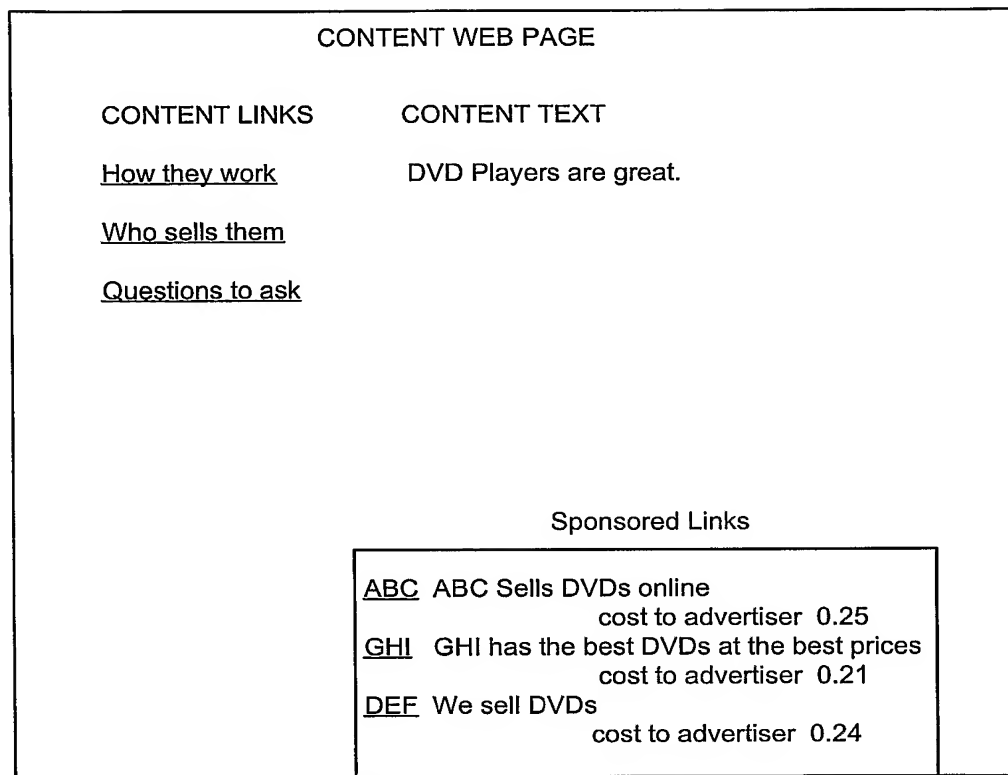 CONTENT WEB PAGE
CONTENT LINKS CONTENT TEXT
How they work DVD Players are great.
Who sells them
Questions to ask
Sponsored Links
ABC ABC Sells DVDs online
cost to advertiser 0.25
GHI GHI has the best DVDs at the best prices
cost to advertiser 0.21
DEF We sell DVDs
cost to advertiser 0.24